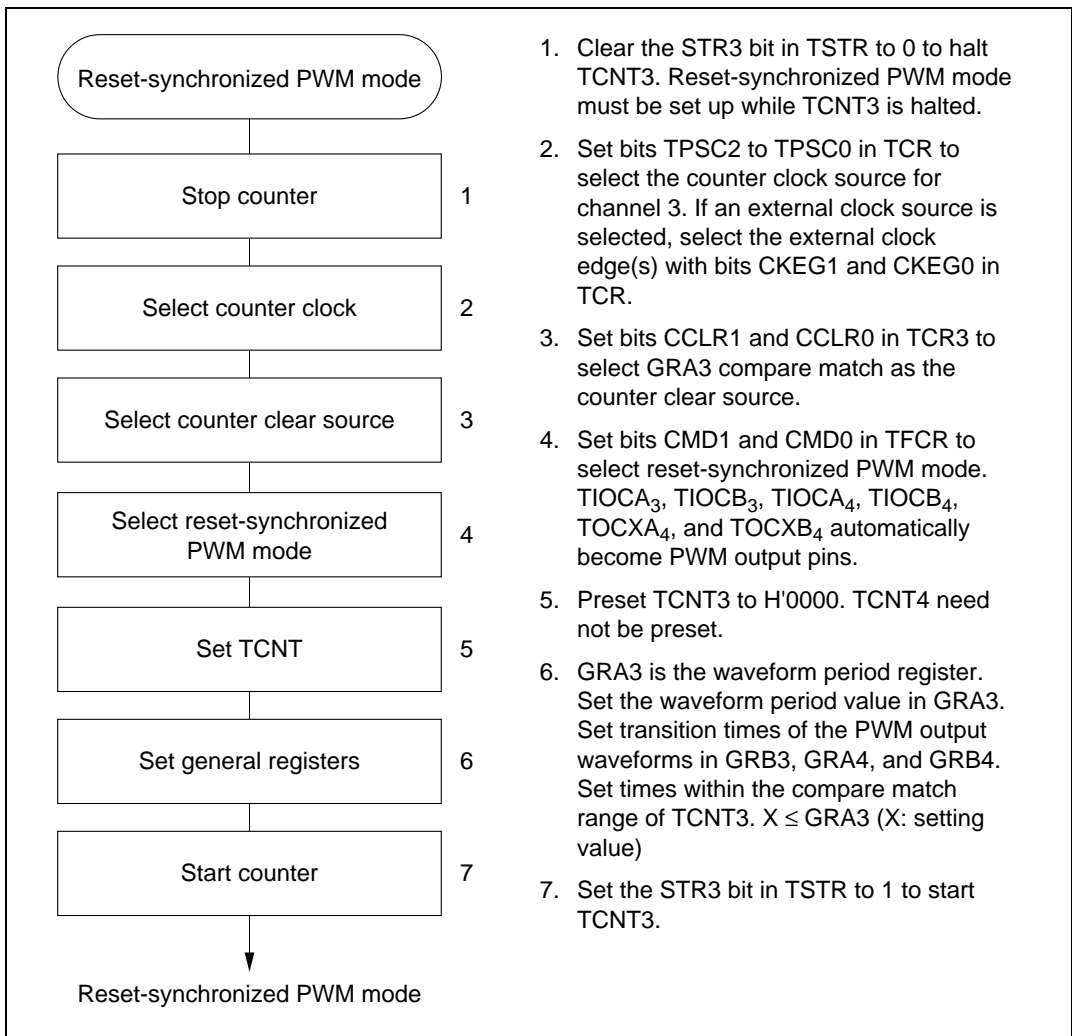 Reset-synchronized PWM mode
Stop counter
1
Select counter clock
2
Select counter clear source
3
Select reset-synchronized
PWM mode
4
Set TCNT
5
Set general registers
6
Start counter
7
Reset-synchronized PWM mode
1. Clear the STR3 bit in TSTR to 0 to halt
TCNT3. Reset-synchronized PWM mode
must be set up while TCNT3 is halted.
2. Set bits TPSC2 to TPSC0 in TCR to
select the counter clock source for
channel 3. If an external clock source is
selected, select the external clock
edge(s) with bits CKEG1 and CKEG0 in
TCR.
3. Set bits CCLR1 and CCLR0 in TCR3 to
select GRA3 compare match as the
counter clear source.
4. Set bits CMD1 and CMD0 in TFCR to
select reset-synchronized PWM mode.
TIOCA₃, TIOCB₃, TIOCA₄, TIOCB₄,
TOCXA₄, and TOCXB₄ automatically
become PWM output pins.
5. Preset TCNT3 to H'0000. TCNT4 need
not be preset.
6. GRA3 is the waveform period register.
Set the waveform period value in GRA3.
Set transition times of the PWM output
waveforms in GRB3, GRA4, and GRB4.
Set times within the compare match
range of TCNT3. X ≤ GRA3 (X: setting
value)
7. Set the STR3 bit in TSTR to 1 to start
TCNT3.